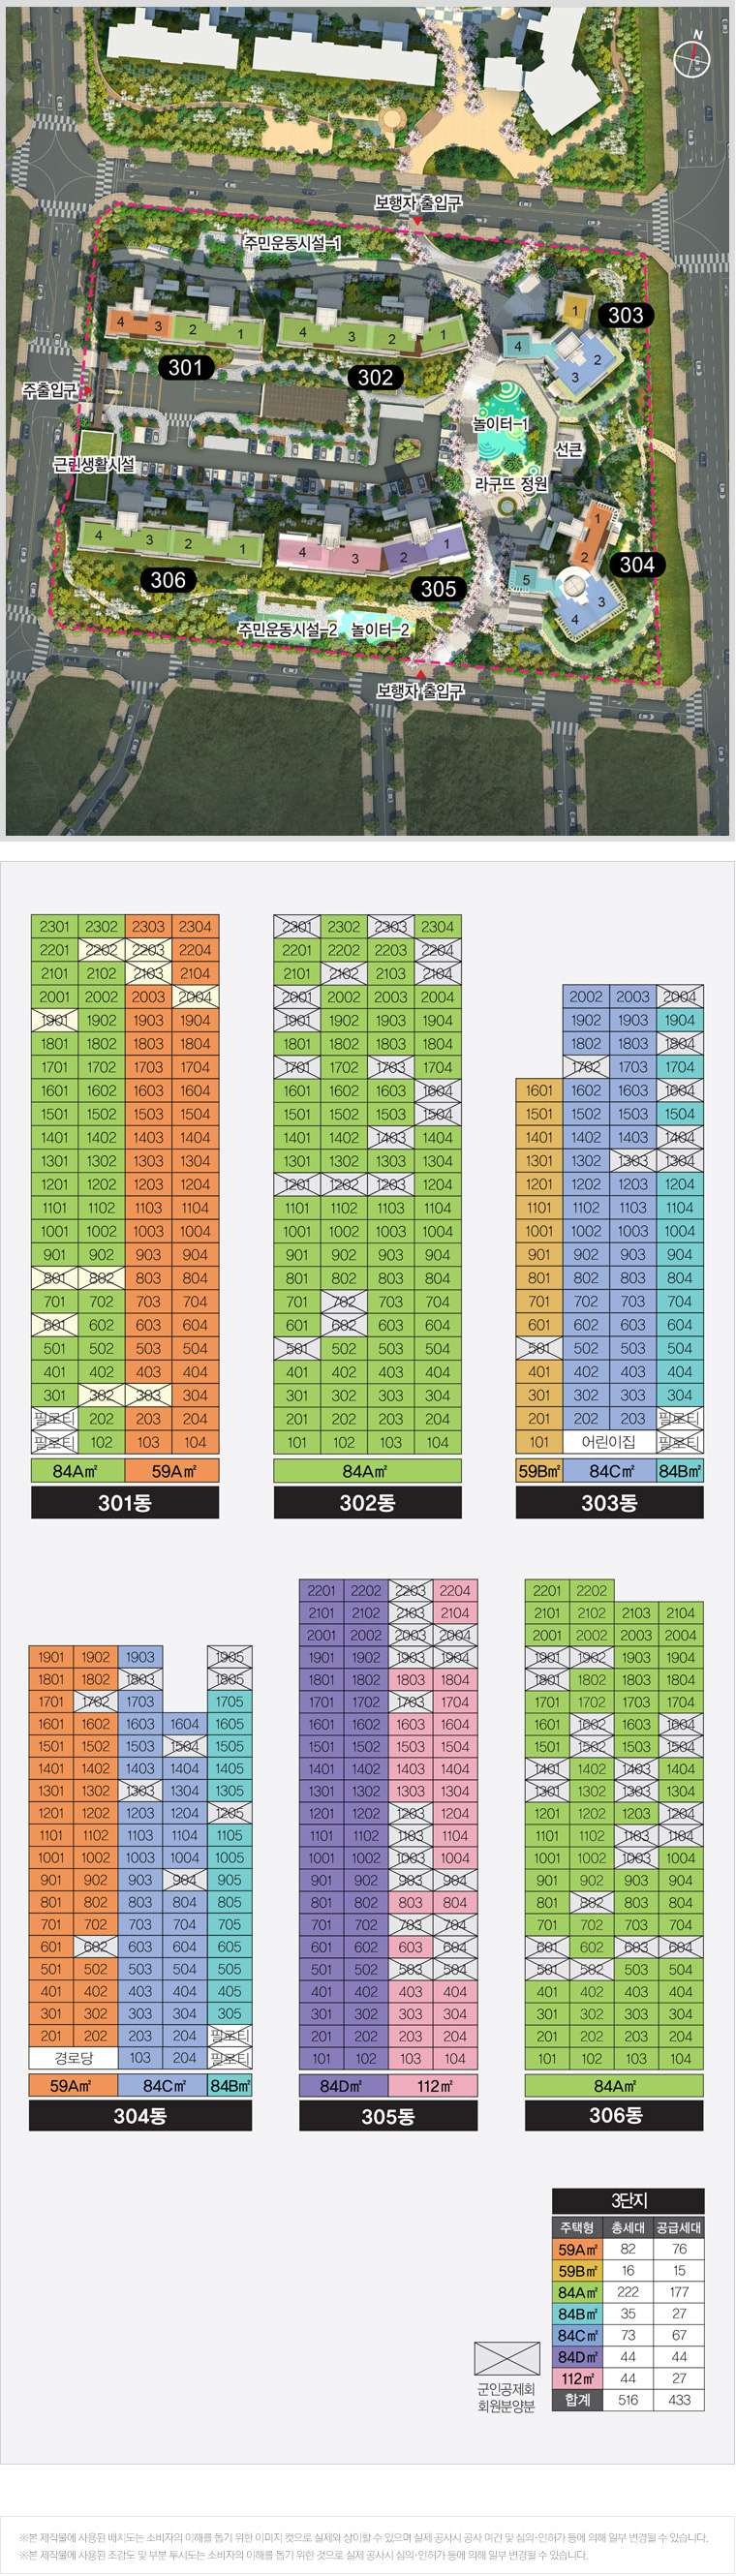 N
보행자 출입구
주민운동시설-1
4 3 2 1
301
4 3 2 1
302
1
303
4 2
3
주출입구
놀이터-1
선큰
근린생활시설
라구뜨 정원
4 3 2 1
306
4 3 2 1
305
1
2
304
5 3
4
주민운동시설-2 놀이터-2
보행자 출입구
2301 2302 2303 2304
2201 2202 2203 2204
2101 2102 2103 2104
2001 2002 2003 2004
1901 1902 1903 1904
1801 1802 1803 1804
1701 1702 1703 1704
1601 1602 1603 1604
1501 1502 1503 1504
1401 1402 1403 1404
1301 1302 1303 1304
1201 1202 1203 1204
1101 1102 1103 1104
1001 1002 1003 1004
901 902 903 904
801 802 803 804
701 702 703 704
601 602 603 604
501 502 503 504
401 402 403 404
301 302 303 304
필로티 202 203 204
필로티 102 103 104
84A㎡ 59A㎡
301동
2301 2302 2303 2304
2201 2202 2203 2204
2101 2102 2103 2104
2001 2002 2003 2004
1901 1902 1903 1904
1801 1802 1803 1804
1701 1702 1703 1704
1601 1602 1603 1604
1501 1502 1503 1504
1401 1402 1403 1404
1301 1302 1303 1304
1201 1202 1203 1204
1101 1102 1103 1104
1001 1002 1003 1004
901 902 903 904
801 802 803 804
701 702 703 704
601 602 603 604
501 502 503 504
401 402 403 404
301 302 303 304
201 202 203 204
101 102 103 104
84A㎡
302동
2002 2003 2004
1902 1903 1904
1802 1803 1804
1702 1703 1704
1601 1602 1603 1604
1501 1502 1503 1504
1401 1402 1403 1404
1301 1302 1303 1304
1201 1202 1203 1204
1101 1102 1103 1104
1001 1002 1003 1004
901 902 903 904
801 802 803 804
701 702 703 704
601 602 603 604
501 502 503 504
401 402 403 404
301 302 303 304
201 202 203 필로티
101 어린이집 필로티
59B㎡ 84C㎡ 84B㎡
303동
1901 1902 1903 1905
1801 1802 1803 1805
1701 1702 1703 1705
1601 1602 1603 1604 1605
1501 1502 1503 1504 1505
1401 1402 1403 1404 1405
1301 1302 1303 1304 1305
1201 1202 1203 1204 1205
1101 1102 1103 1104 1105
1001 1002 1003 1004 1005
901 902 903 904 905
801 802 803 804 805
701 702 703 704 705
601 602 603 604 605
501 502 503 504 505
401 402 403 404 405
301 302 303 304 305
201 202 203 204 필로티
경로당 103 204 필로티
59A㎡ 84C㎡ 84B㎡
304동
2201 2202 2203 2204
2101 2102 2103 2104
2001 2002 2003 2004
1901 1902 1903 1904
1801 1802 1803 1804
1701 1702 1703 1704
1601 1602 1603 1604
1501 1502 1503 1504
1401 1402 1403 1404
1301 1302 1303 1304
1201 1202 1203 1204
1101 1102 1103 1104
1001 1002 1003 1004
901 902 903 904
801 802 803 804
701 702 703 704
601 602 603 604
501 502 503 504
401 402 403 404
301 302 303 304
201 202 203 204
101 102 103 104
84D㎡ 112㎡
305동
2201 2202
2101 2102 2103 2104
2001 2002 2003 2004
1901 1902 1903 1904
1801 1802 1803 1804
1701 1702 1703 1704
1601 1602 1603 1604
1501 1502 1503 1504
1401 1402 1403 1404
1301 1302 1303 1304
1201 1202 1203 1204
1101 1102 1103 1104
1001 1002 1003 1004
901 902 903 904
801 802 803 804
701 702 703 704
601 602 603 604
501 502 503 504
401 402 403 404
301 302 303 304
201 202 203 204
101 102 103 104
84A㎡
306동
3단지
주택형 총세대 공급세대
59A㎡ 82 76
59B㎡ 16 15
84A㎡ 222 177
84B㎡ 35 27
84C㎡ 73 67
84D㎡ 44 44
112㎡ 44 27
합계 516 433
군인공제회
회원분양분
※본 제작물에 사용된 배치도는 소비자의 이해를 돕기 위한 이미지 컷으로 실제와 상이할 수 있으며 실제 공사시 공사 여건 및 심의·인허가 등에 의해 일부 변경될 수 있습니다.
※본 제작물에 사용된 조감도 및 부분 투시도는 소비자의 이해를 돕기 위한 것으로 실제 공사시 심의·인허가 등에 의해 일부 변경될 수 있습니다.